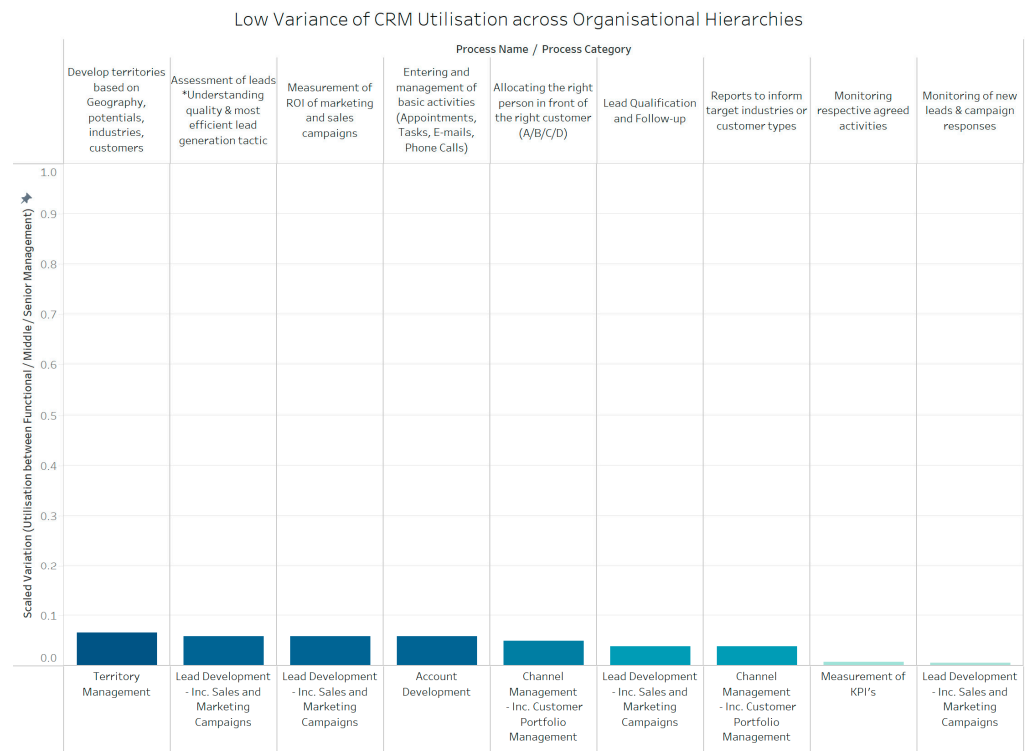 Low Variance of CRM Utilisation across Organisational Hierarchies
Process Name / Process Category
Develop territories
based on
Geography,
potentials,
industries,
customers
Assessment of leads
*Understanding
quality & most
efficient lead
generation tactic
Measurement of
ROI of marketing
and sales
campaigns
Entering and
management of
basic activities
(Appointments,
Tasks, E-mails,
Phone Calls)
Allocating the right
person in front of
the right customer
(A/B/C/D)
Lead Qualification
and Follow-up
Reports to inform
target industries or
customer types
Monitoring
respective agreed
activities
Monitoring of new
leads & campaign
responses
Scaled Variation (Utilisation between Functional / Middle / Senior Management)
1.0
0.9
0.8
0.7
0.6
0.5
0.4
0.3
0.2
0.1
0.0
Territory
Management
Lead Development
- Inc. Sales and
Marketing
Campaigns
Lead Development
- Inc. Sales and
Marketing
Campaigns
Account
Development
Channel
Management
- Inc. Customer
Portfolio
Management
Lead Development
- Inc. Sales and
Marketing
Campaigns
Channel
Management
- Inc. Customer
Portfolio
Management
Measurement of
KPI's
Lead Development
- Inc. Sales and
Marketing
Campaigns